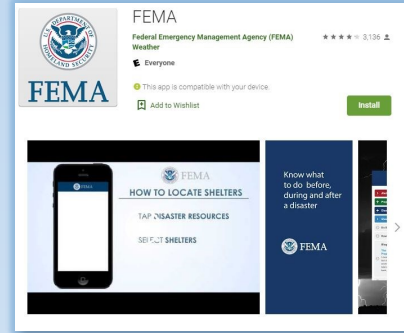 U.S. DEPARTMENT OF
HOMELAND SECURITY
FEMA
FEMA
Federal Emergency Management Agency (FEMA)
3,136
Weather
Everyone
This app is compatible with your device.
Add to Wishlist
Install
FEMA
FEMA
HOW TO LOCATE SHELTERS
TAP DISASTER RESOURCES
SELECT SHELTERS
Know what
to do before,
during and after
a disaster
FEMA